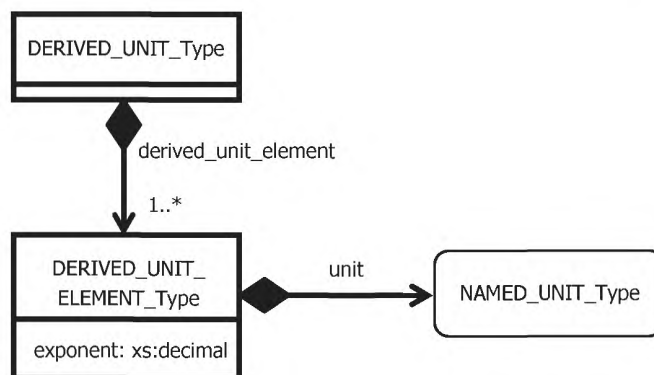 DERIVED_UNIT_Type
derived_unit_element
1..*
DERIVED_UNIT_
ELEMENT_Type
unit
NAMED_UNIT_Type
exponent: xs:decimal